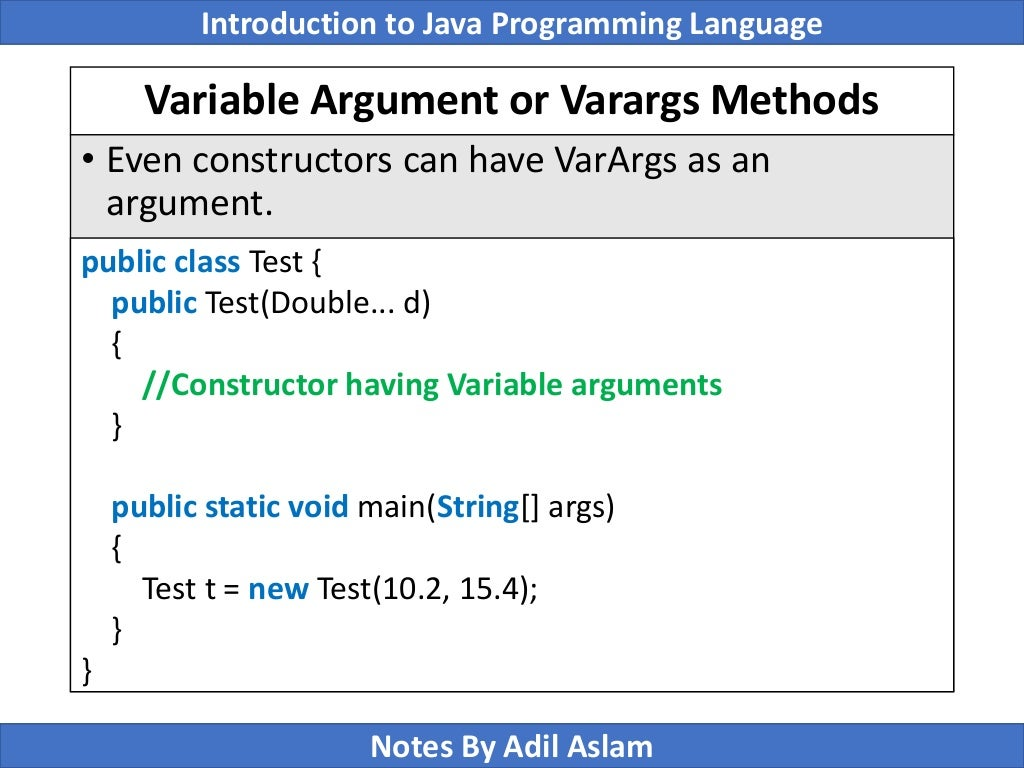 Introduction to Java Programming Language
Variable Argument or Varargs Methods
• Even constructors can have VarArgs as an
argument.
public class Test {
public Test(Double... d)
{
//Constructor having Variable arguments
}
public static void main(String[] args)
{
Test t = new Test(10.2, 15.4);
}
}
Notes By Adil Aslam